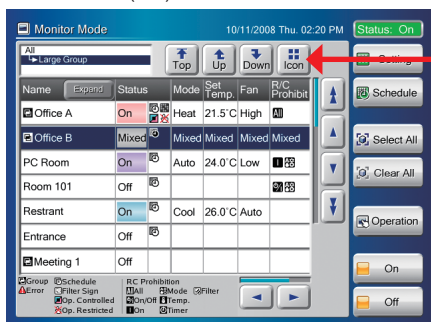 Monitor Mode 10/11/2008 Thu. 02:20 PM Status: On
All
Large Group
Top Up Down Icon
Setting
Name Expand Status Mode Set Temp. Fan R/C Prohibit
Schedule
Office A On Heat 21.5°C High All
Office B Mixed Mixed Mixed Mixed Mixed
Select All
PC Room On Auto 24.0°C Low
Clear All
Room 101 Off
Restrant On Cool 26.0°C Auto
Operation
Entrance Off
Meeting 1 Off
On
Group Schedule RC Prohibition
Error Filter Sign All Mode Filter
Op. Controlled On/Off Temp.
Op. Restricted On Timer
Off